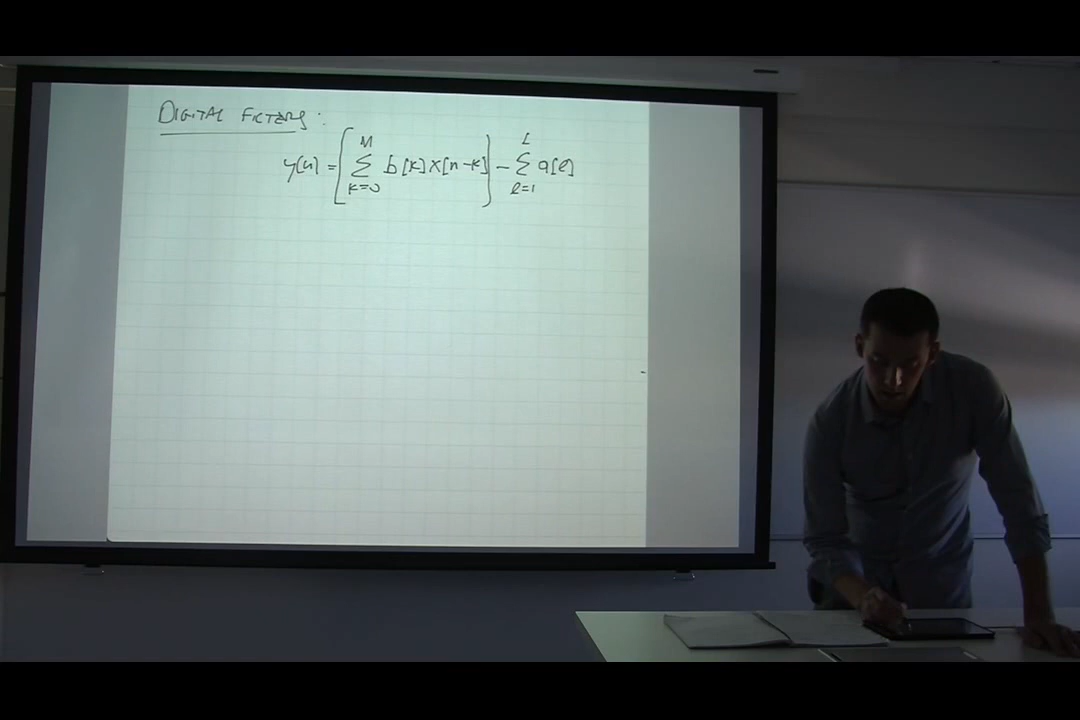 DIGITAL FILTERS:
y[n] = [ M ∑ k=0 b[k] x[n-k] ] - L ∑ l=1 a[l]